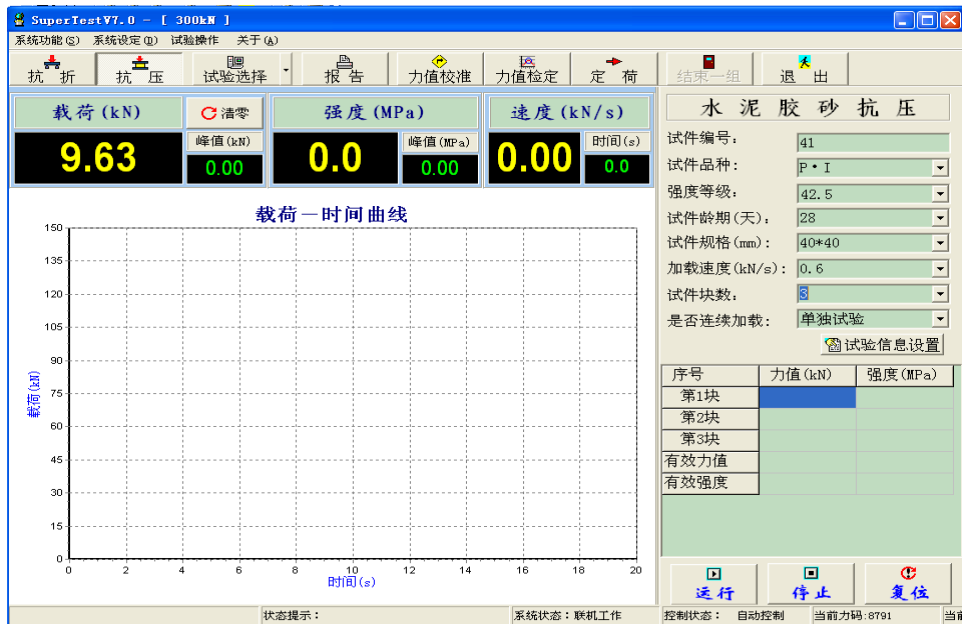 SuperTestV7.0 - [ 300kN ]
系统功能(S) 系统设定(D) 试验操作 关于(A)
抗 折 抗 压 试验选择 报 告 力值校准 力值检定 定 荷 结束一组 退 出
载荷(kN) 清零 强度(MPa) 速度(kN/s)
9.63 峰值(kN) 0.00 0.0 峰值(MPa) 0.00 0.00 时间(s) 0.0
水 泥 胶 砂 抗 压
试件编号: 41
试件品种: P·I
强度等级: 42.5
试件龄期(天): 28
试件规格(mm): 40*40
加载速度(kN/s): 0.6
试件块数: 3
是否连续加载: 单独试验
试验信息设置
载荷—时间曲线
150
135
120
105
90
75
60
45
30
15
0
载荷(kN)
0 2 4 6 8 10 12 14 16 18 20
时间(s)
序号 力值(kN) 强度(MPa)
第1块
第2块
第3块
有效力值
有效强度
运行 停止 复位
状态提示: 系统状态:联机工作 控制状态: 自动控制 当前力码:8791 当前